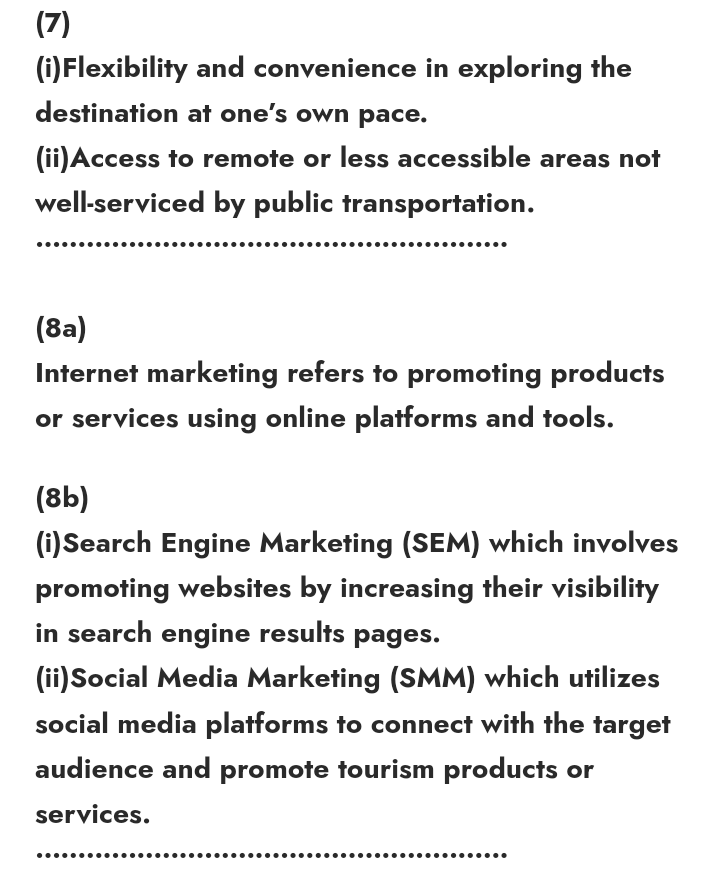 (7)
(i)Flexibility and convenience in exploring the
destination at one’s own pace.
(ii)Access to remote or less accessible areas not
well-serviced by public transportation.
........................................................
(8a)
Internet marketing refers to promoting products
or services using online platforms and tools.
(8b)
(i)Search Engine Marketing (SEM) which involves
promoting websites by increasing their visibility
in search engine results pages.
(ii)Social Media Marketing (SMM) which utilizes
social media platforms to connect with the target
audience and promote tourism products or
services.
........................................................